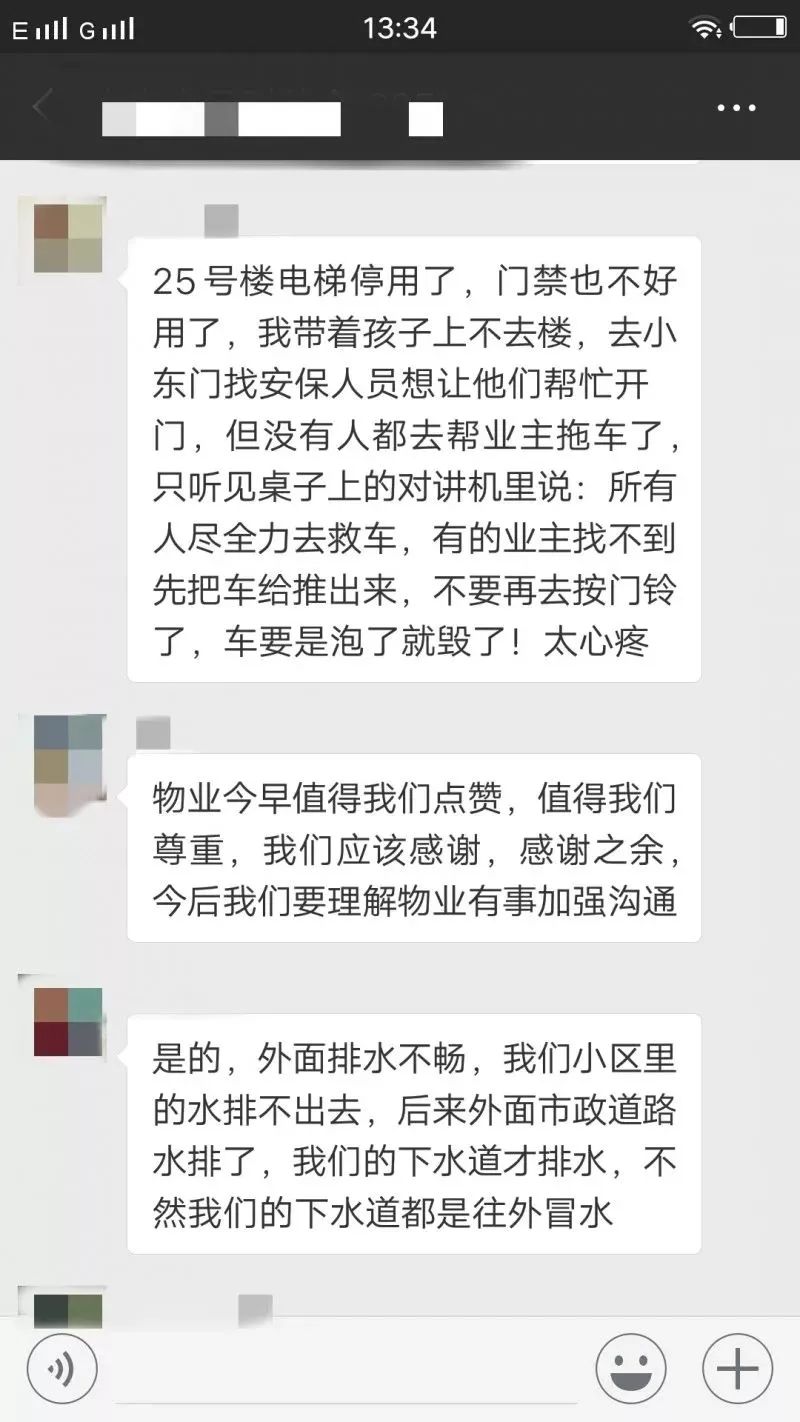 E G 13:34
25号楼电梯停用了，门禁也不好
用了，我带着孩子上不去楼，去小
东门找安保人员想让他们帮忙开
门，但没有人都去帮业主拖车了，
只听见桌子上的对讲机里说：所有
人尽全力去救车，有的业主找不到
先把车给推出来，不要再去按门铃
了，车要是泡了就毁了！太心疼
物业今早值得我们点赞，值得我们
尊重，我们应该感谢，感谢之余，
今后我们要理解物业有事加强沟通
是的，外面排水不畅，我们小区里
的水排不出去，后来外面市政道路
水排了，我们的下水道才排水，不
然我们的下水道都是往外冒水